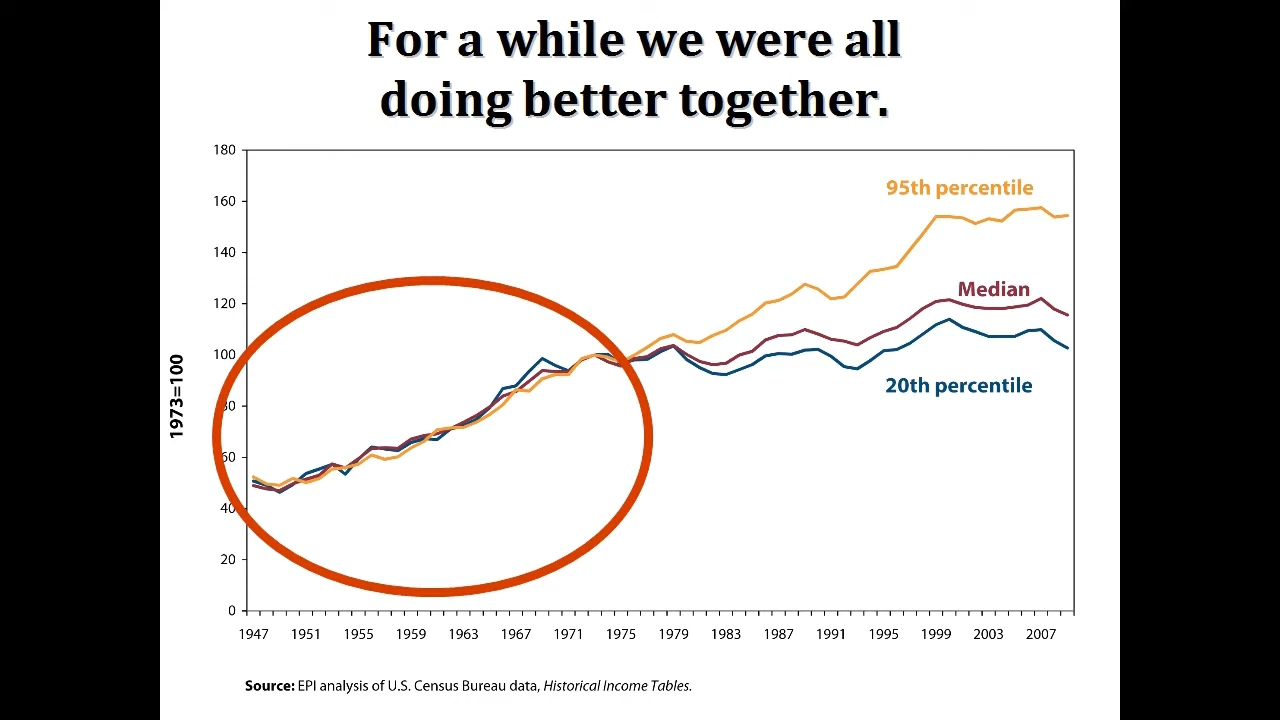 For a while we were all
doing better together.
180
160
140
120
100
80
60
40
20
0
1973=100
95th percentile
Median
20th percentile
1947 1951 1955 1959 1963 1967 1971 1975 1979 1983 1987 1991 1995 1999 2003 2007
Source: EPI analysis of U.S. Census Bureau data, Historical Income Tables.